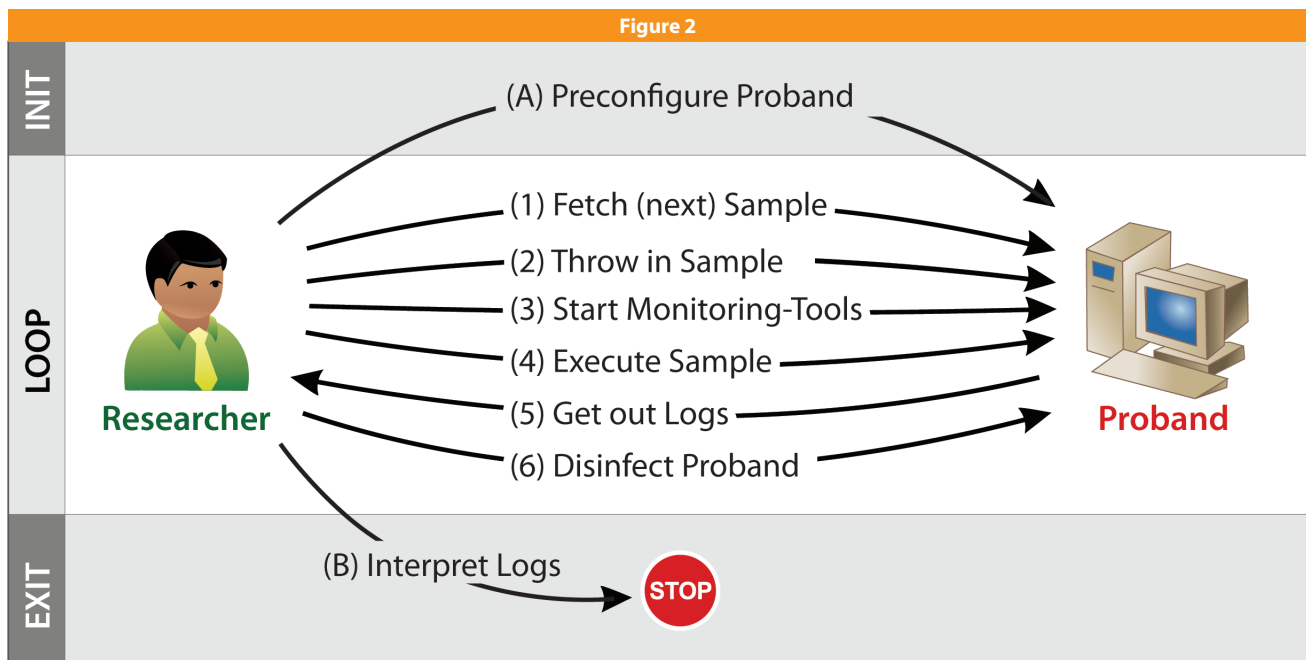 Figure 2
INIT
(A) Preconfigure Proband
LOOP
(1) Fetch (next) Sample
(2) Throw in Sample
(3) Start Monitoring-Tools
(4) Execute Sample
(5) Get out Logs
(6) Disinfect Proband
Researcher
Proband
EXIT
(B) Interpret Logs
STOP